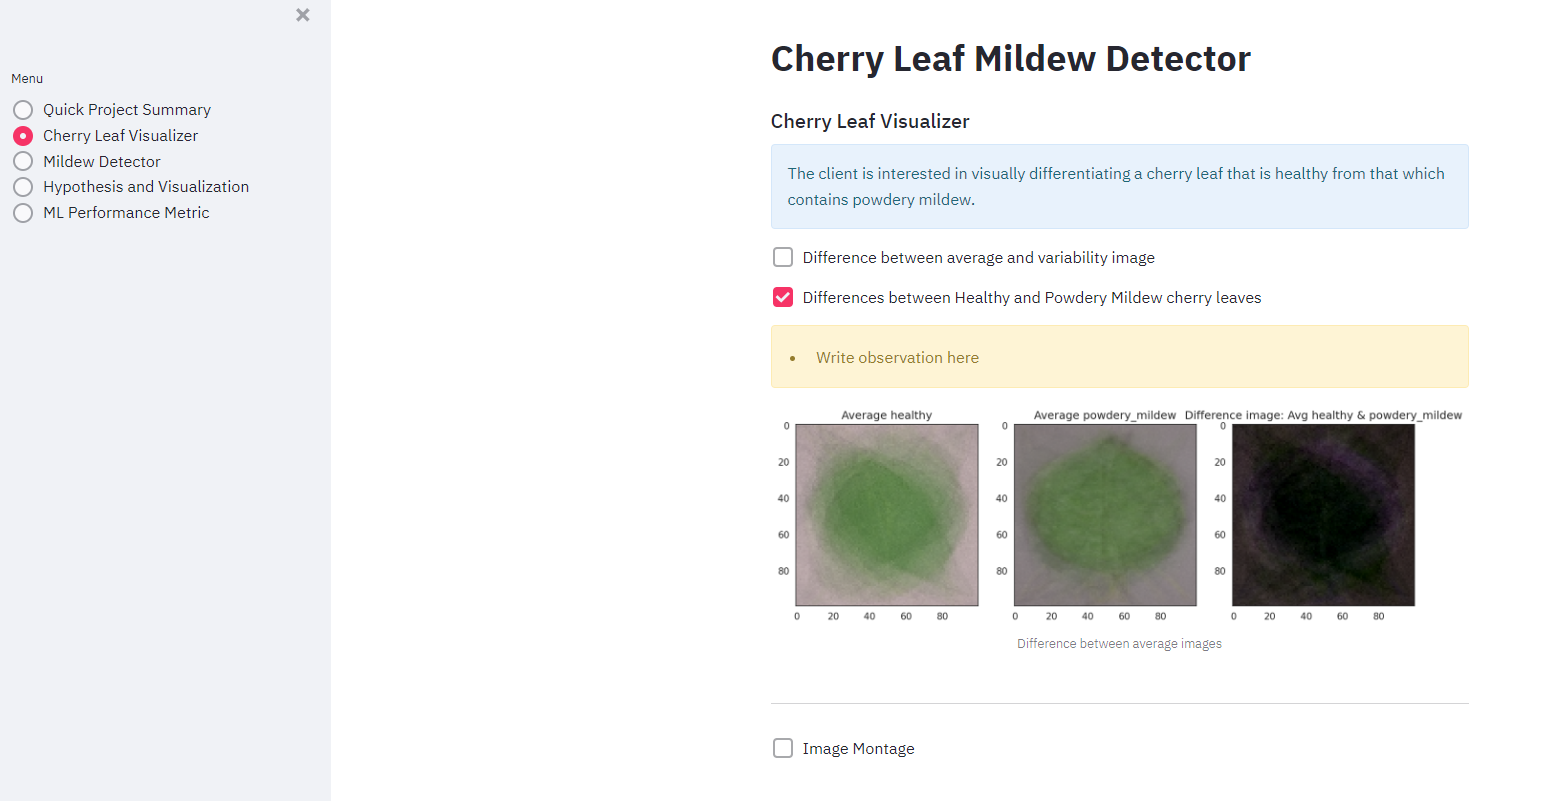 Menu
Quick Project Summary
Cherry Leaf Visualizer
Mildew Detector
Hypothesis and Visualization
ML Performance Metric
Cherry Leaf Mildew Detector
Cherry Leaf Visualizer
The client is interested in visually differentiating a cherry leaf that is healthy from that which
contains powdery mildew.
Difference between average and variability image
Differences between Healthy and Powdery Mildew cherry leaves
• Write observation here
Average healthy
0
20
40
60
80
0 20 40 60 80
Average powdery_mildew
0
20
40
60
80
0 20 40 60 80
Difference image: Avg healthy & powdery_mildew
0
20
40
60
80
0 20 40 60 80
Difference between average images
Image Montage